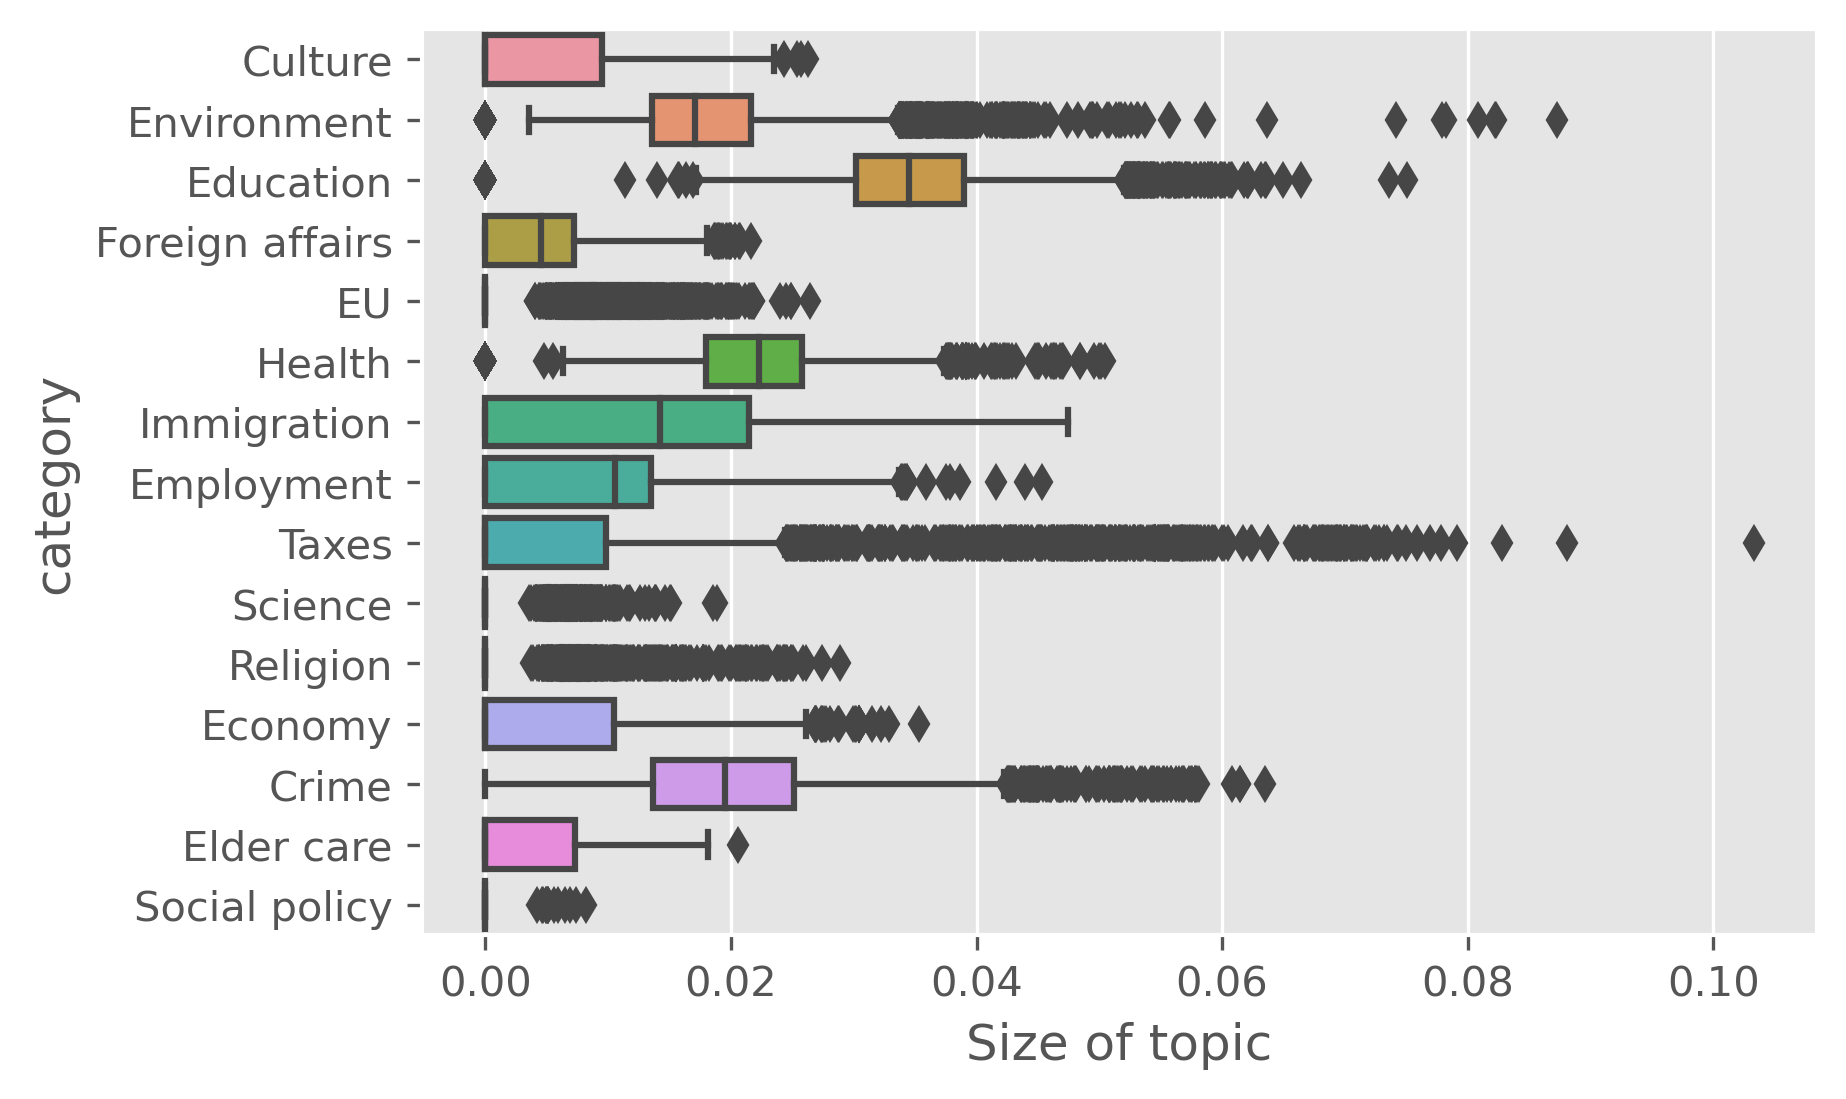 Culture
Environment
Education
Foreign affairs
EU
Health
Immigration
Employment
Taxes
Science
Religion
Economy
Crime
Elder care
Social policy
category
0.00 0.02 0.04 0.06 0.08 0.10
Size of topic